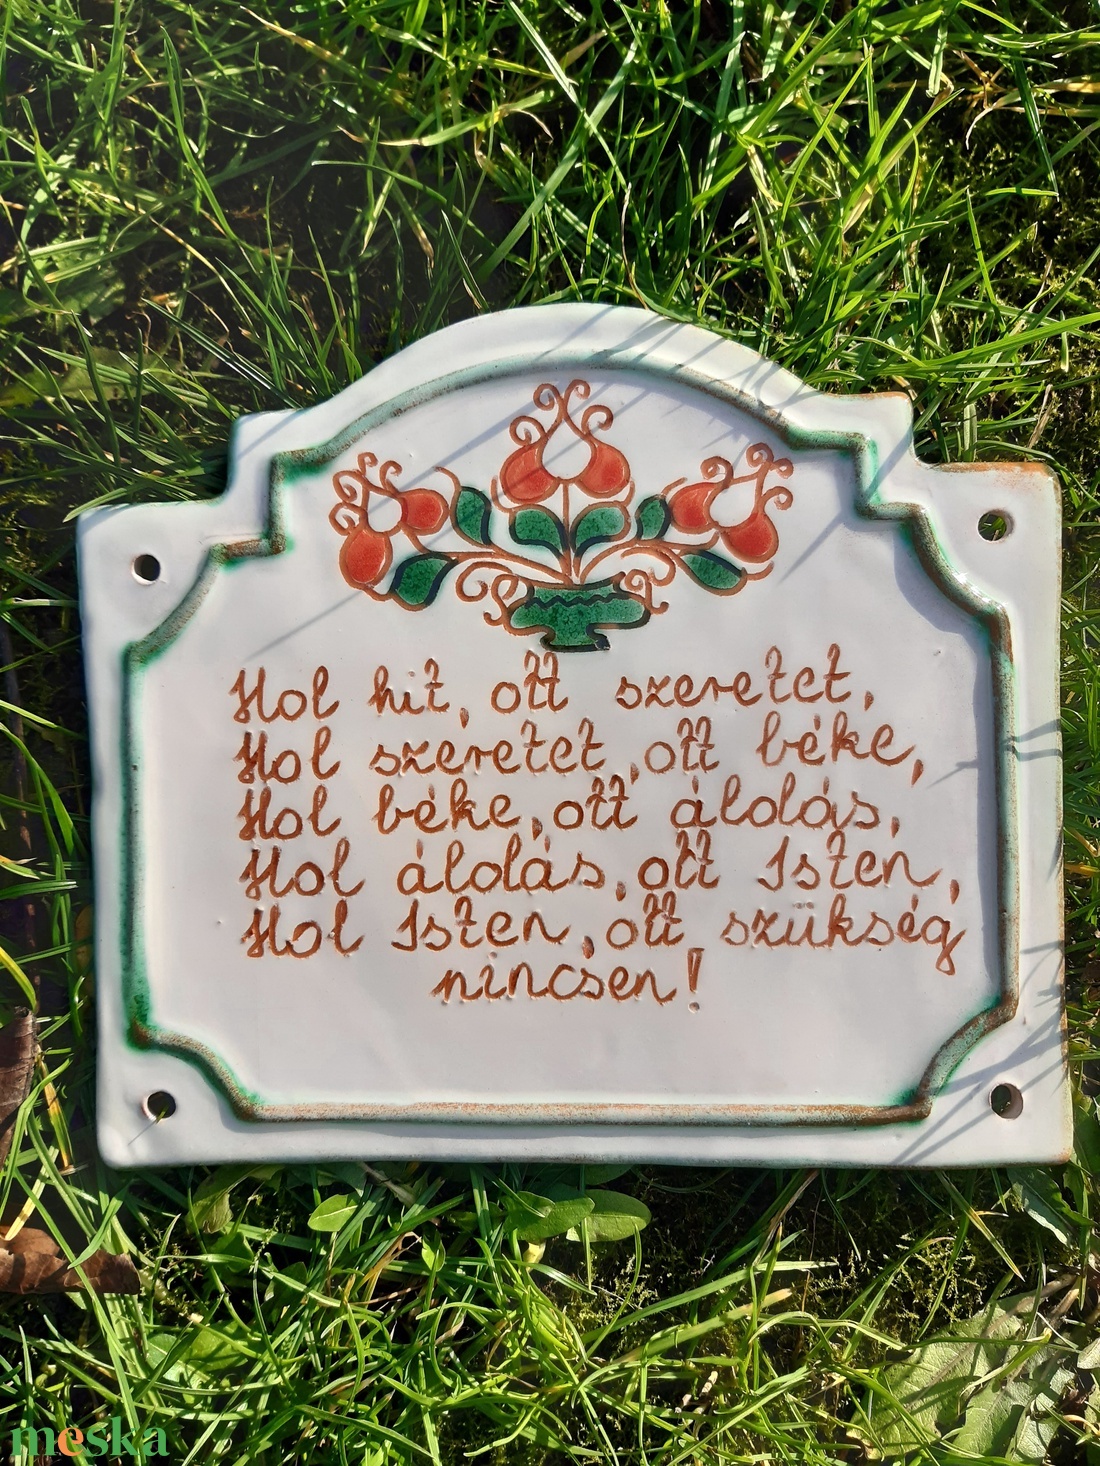 Hol hit, ott szeretet,
Hol szeretet, ott béke,
Hol béke, ott áldás,
Hol áldás, ott Isten,
Hol Isten, ott szükség
nincsen!
meska